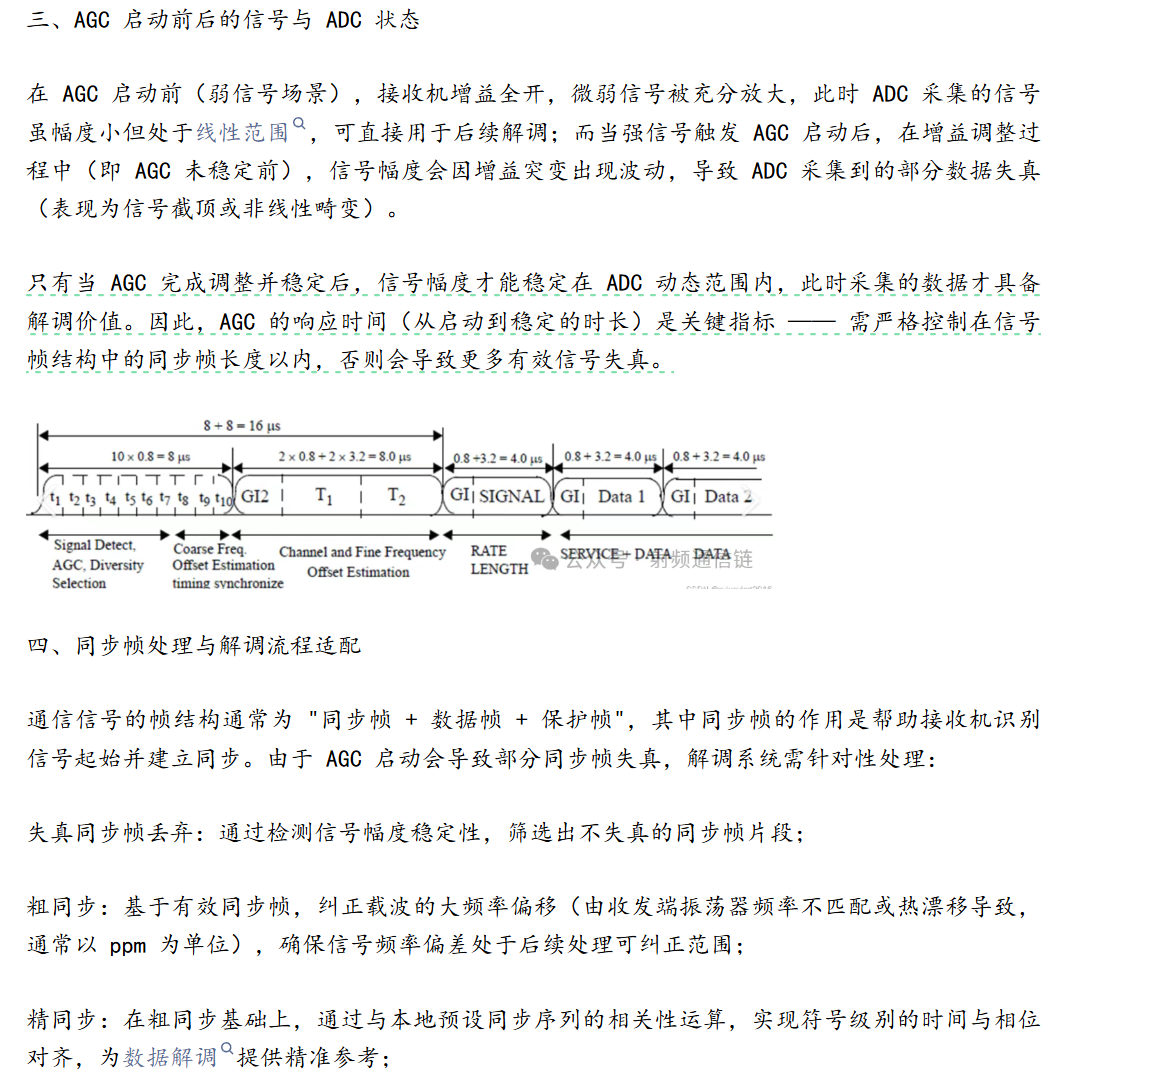 三、AGC 启动前后的信号与 ADC 状态
在 AGC 启动前（弱信号场景），接收机增益全开，微弱信号被充分放大，此时 ADC 采集的信号
虽幅度小但处于线性范围，可直接用于后续解调；而当强信号触发 AGC 启动后，在增益调整过
程中（即 AGC 未稳定前），信号幅度会因增益突变出现波动，导致 ADC 采集到的部分数据失真
（表现为信号截顶或非线性畸变）。
只有当 AGC 完成调整并稳定后，信号幅度才能稳定在 ADC 动态范围内，此时采集的数据才具备
解调价值。因此，AGC 的响应时间（从启动到稳定的时长）是关键指标 —— 需严格控制在信号
帧结构中的同步帧长度以内，否则会导致更多有效信号失真。
8 + 8 = 16 μs
10 × 0.8 = 8 μs
2 × 0.8 + 2 × 3.2 = 8.0 μs
0.8 +3.2 = 4.0 μs
0.8 + 3.2 = 4.0 μs
0.8 + 3.2 = 4.0 μs
t1 t2 t3 t4 t5 t6 t7 t8 t9 t10
GI2 T1 T2
GI SIGNAL
GI Data 1
GI Data 2
Signal Detect,
AGC, Diversity
Selection
Coarse Freq.
Offset Estimation
timing synchronize
Channel and Fine Frequency
Offset Estimation
RATE
LENGTH
SERVICE + DATA
DATA
公众号 · 射频通信链
四、同步帧处理与解调流程适配
通信信号的帧结构通常为 "同步帧 + 数据帧 + 保护帧"，其中同步帧的作用是帮助接收机识别
信号起始并建立同步。由于 AGC 启动会导致部分同步帧失真，解调系统需针对性处理：
失真同步帧丢弃：通过检测信号幅度稳定性，筛选出不失真的同步帧片段；
粗同步：基于有效同步帧，纠正载波的大频率偏移（由收发端振荡器频率不匹配或热漂移导致，
通常以 ppm 为单位），确保信号频率偏差处于后续处理可纠正范围；
精同步：在粗同步基础上，通过与本地预设同步序列的相关性运算，实现符号级别的时间与相位
对齐，为数据解调提供精准参考；